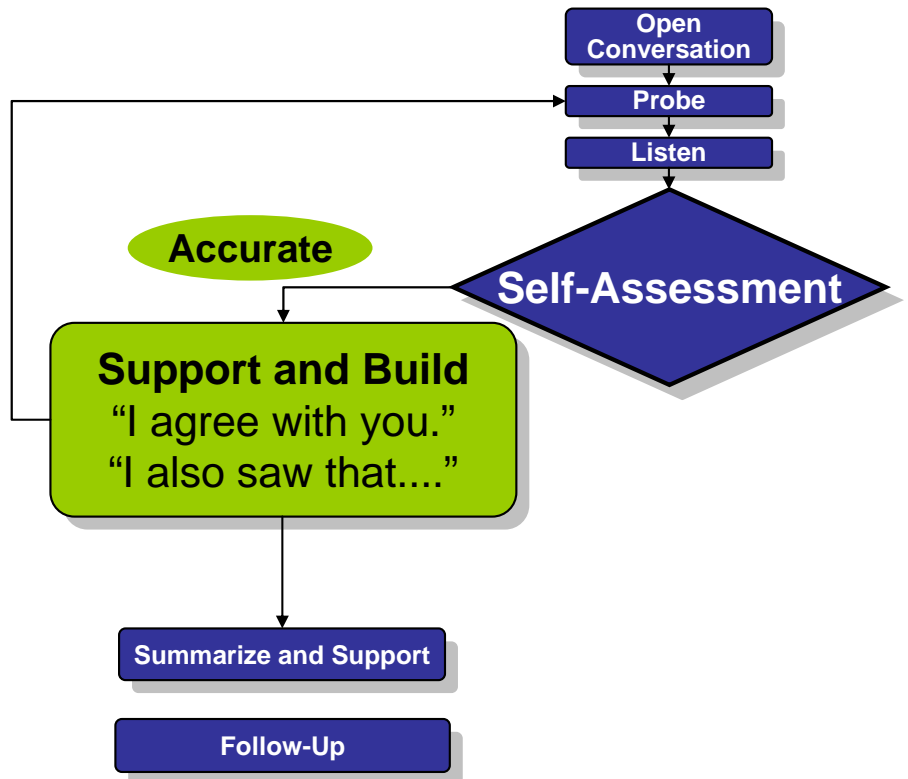 Open
Conversation
Probe
Listen
Accurate
Self-Assessment
Support and Build
“I agree with you.”
“I also saw that....”
Summarize and Support
Follow-Up